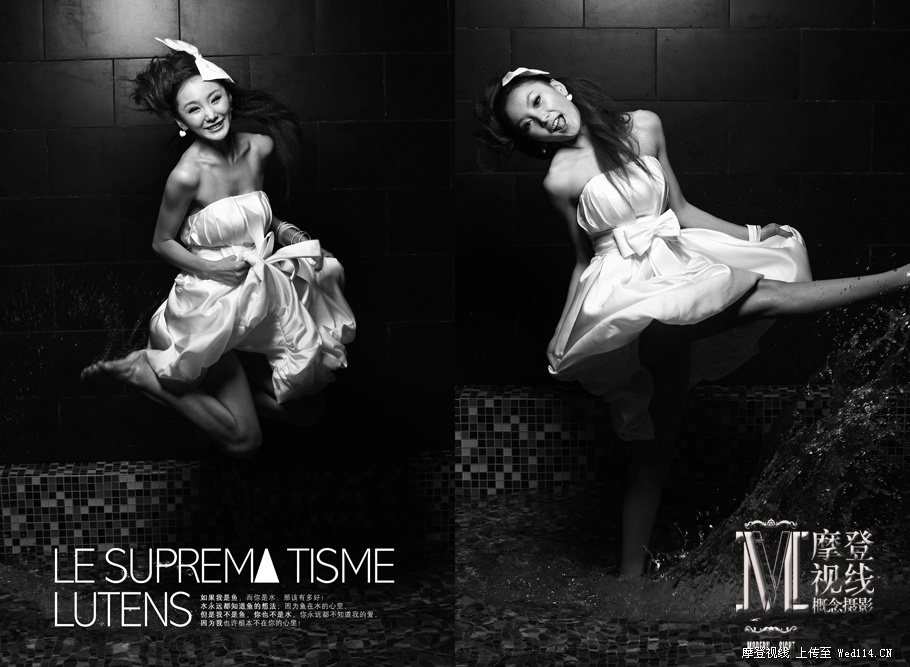 LE SUPREMATISME
LUTENS
如果我是鱼，而你是水，那该有多好！
水永远都知道鱼的想法，因为鱼在水的心里。
但是我不是鱼，你也不是水，你永远都不知道我的爱，
因为我也许根本不在你的心里！
M
摩登
视线
概念摄影
摩登视线 上传至 Wed114.CN